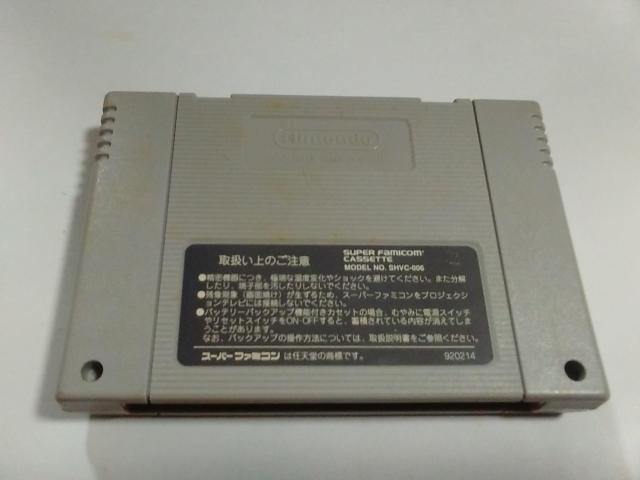 Nintendo
取扱い上のご注意
SUPER FAMICOM
CASSETTE
MODEL NO. SHVC-006
●精密機器につき、極端な温度変化やショックを避けてください。また分解
したり、端子部を汚したりしないでください。
●残像現象（画面焼け）が生ずるため、スーパーファミコンをプロジェクショ
ンテレビには接続しないでください。
●バッテリーバックアップ機能付きカセットの場合、むやみに電源スイッチ
やリセットスイッチをON・OFFすると、蓄積されている内容が消えてしま
うことがあります。
なお、バックアップの操作方法については、取扱説明書をご参照ください。
スーパーファミコン は任天堂の商標です。
920214